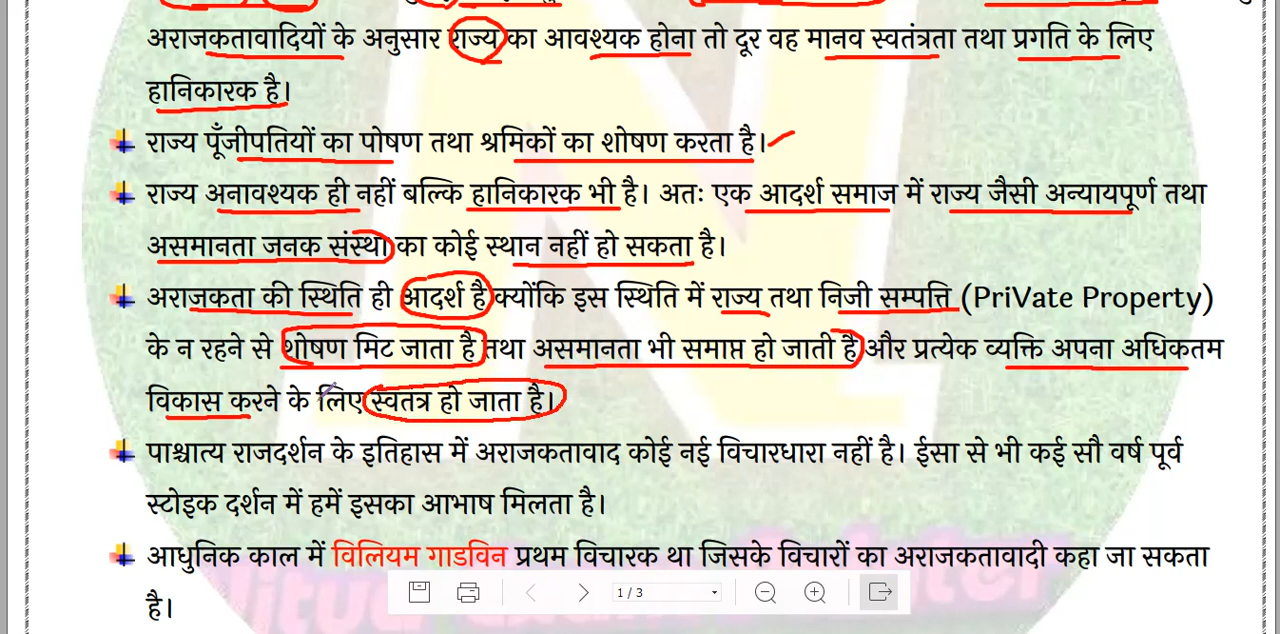 अराजकतावादियों के अनुसार राज्य का आवश्यक होना तो दूर वह मानव स्वतंत्रता तथा प्रगति के लिए
हानिकारक है।
राज्य पूँजीपतियों का पोषण तथा श्रमिकों का शोषण करता है।
राज्य अनावश्यक ही नहीं बल्कि हानिकारक भी है। अतः एक आदर्श समाज में राज्य जैसी अन्यायपूर्ण तथा
असमानता जनक संस्था का कोई स्थान नहीं हो सकता है।
अराजकता की स्थिति ही आदर्श है क्योंकि इस स्थिति में राज्य तथा निजी सम्पत्ति (PriVate Property)
के न रहने से शोषण मिट जाता है तथा असमानता भी समाप्त हो जाती है और प्रत्येक व्यक्ति अपना अधिकतम
विकास करने के लिए स्वतंत्र हो जाता है।
पाश्चात्य राजदर्शन के इतिहास में अराजकतावाद कोई नई विचारधारा नहीं है। ईसा से भी कई सौ वर्ष पूर्व
स्टोइक दर्शन में हमें इसका आभाष मिलता है।
आधुनिक काल में विलियम गाडविन प्रथम विचारक था जिसके विचारों का अराजकतावादी कहा जा सकता
है।
1 / 3